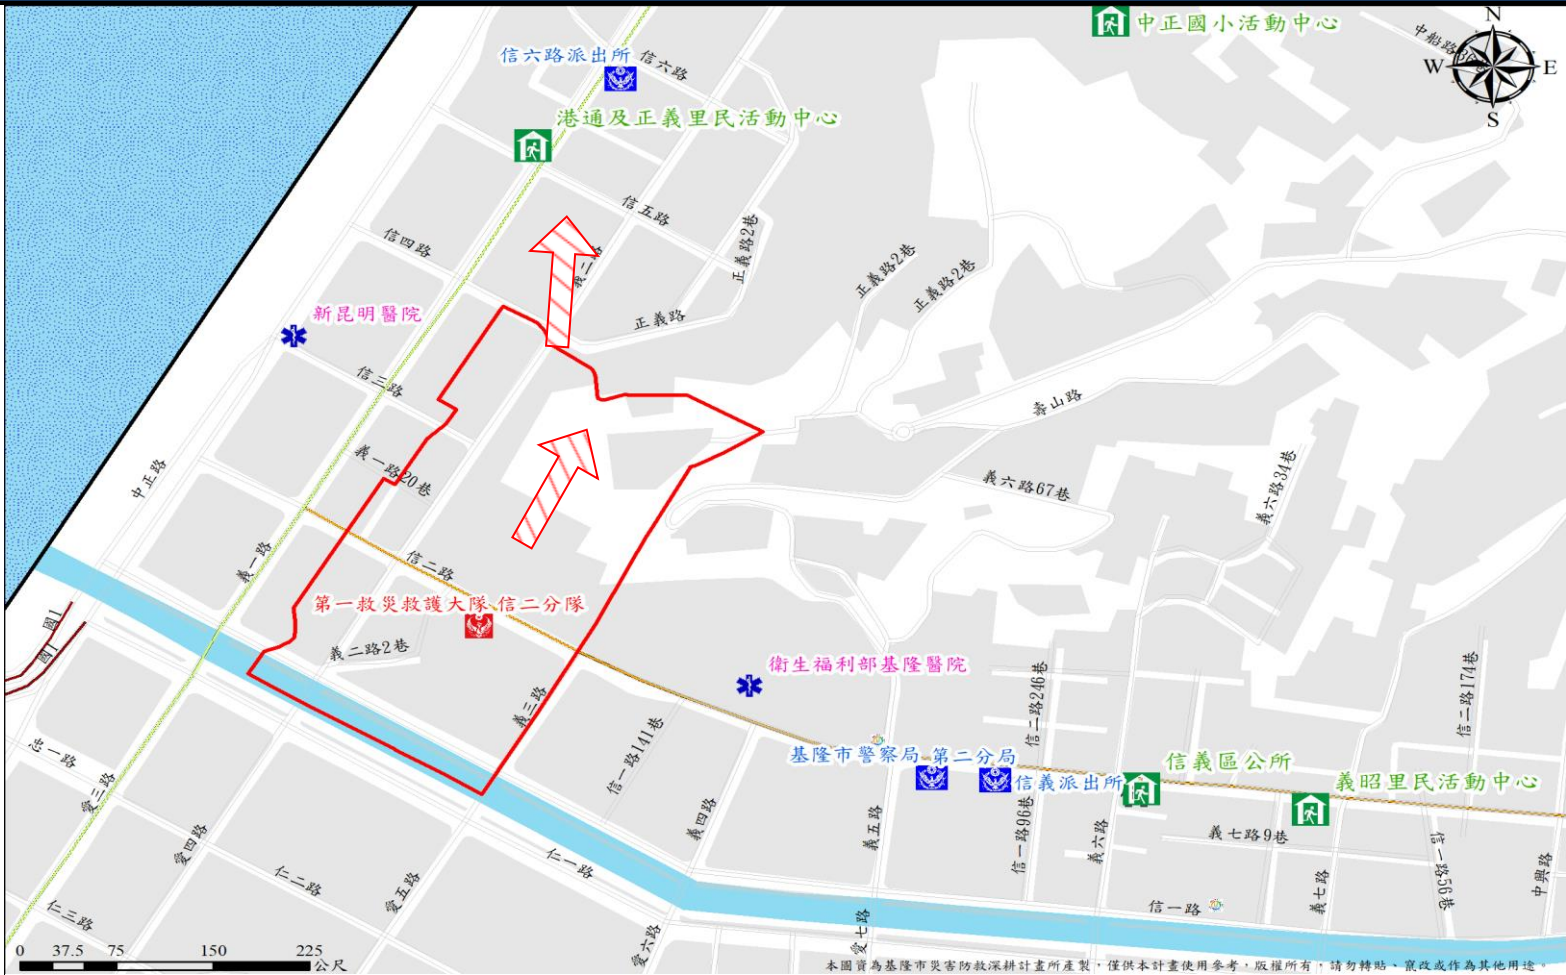 中正國小活動中心
N
W
E
S
信六路派出所
信六路
港通及正義里民活動中心
信五路
信四路
正義路2巷
正義路2巷
正義路2巷
正義路
新昆明醫院
信三路
壽山路
義一路20巷
中正路
義六路67巷
義六路34巷
義一路
信二路
第一救災救護大隊 信二分隊
國1
國1
義二路2巷
衛生福利部基隆醫院
信二路246巷
信二路174巷
義三路
信一路141巷
忠一路
愛三路
基隆市警察局 第二分局
信義派出所
信義區公所
義昭里民活動中心
義四路
義五路
信一路96巷
義六路
義七路9巷
信一路56巷
中興路
愛四路
仁一路
仁二路
愛五路
義七路
信一路
仁三路
愛六路
愛七路
0 37.5 75 150 225
公尺
本圖資為基隆市災害防救深耕計畫所產製，僅供本計畫使用參考，版權所有，請勿轉貼、竄改或作為其他用途。